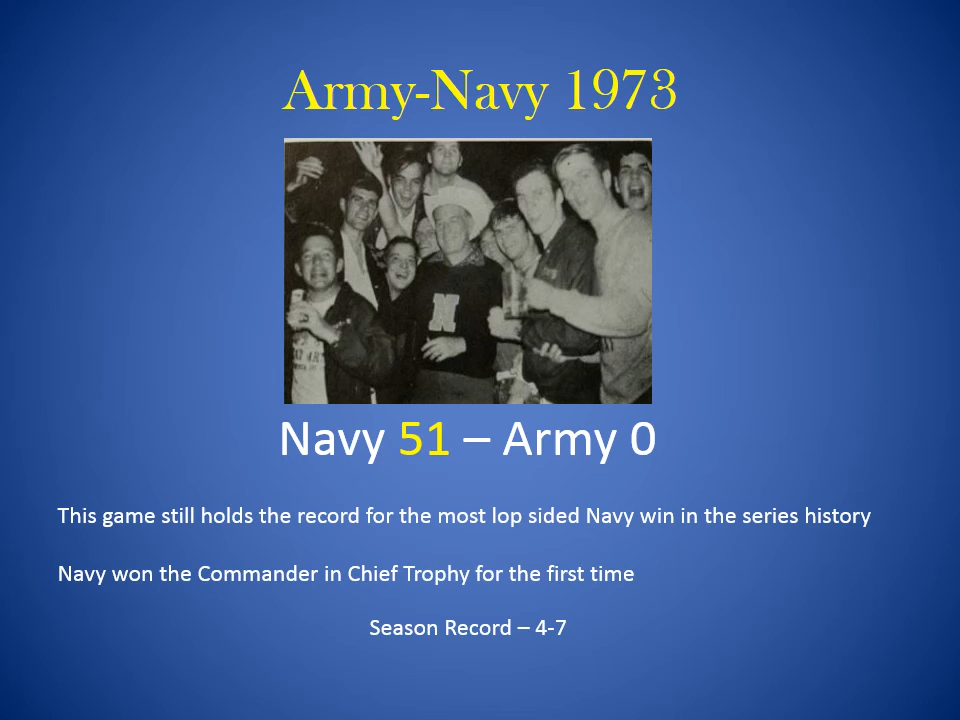 Army-Navy 1973
N
Navy 51 – Army 0
This game still holds the record for the most lop sided Navy win in the series history
Navy won the Commander in Chief Trophy for the first time
Season Record – 4-7